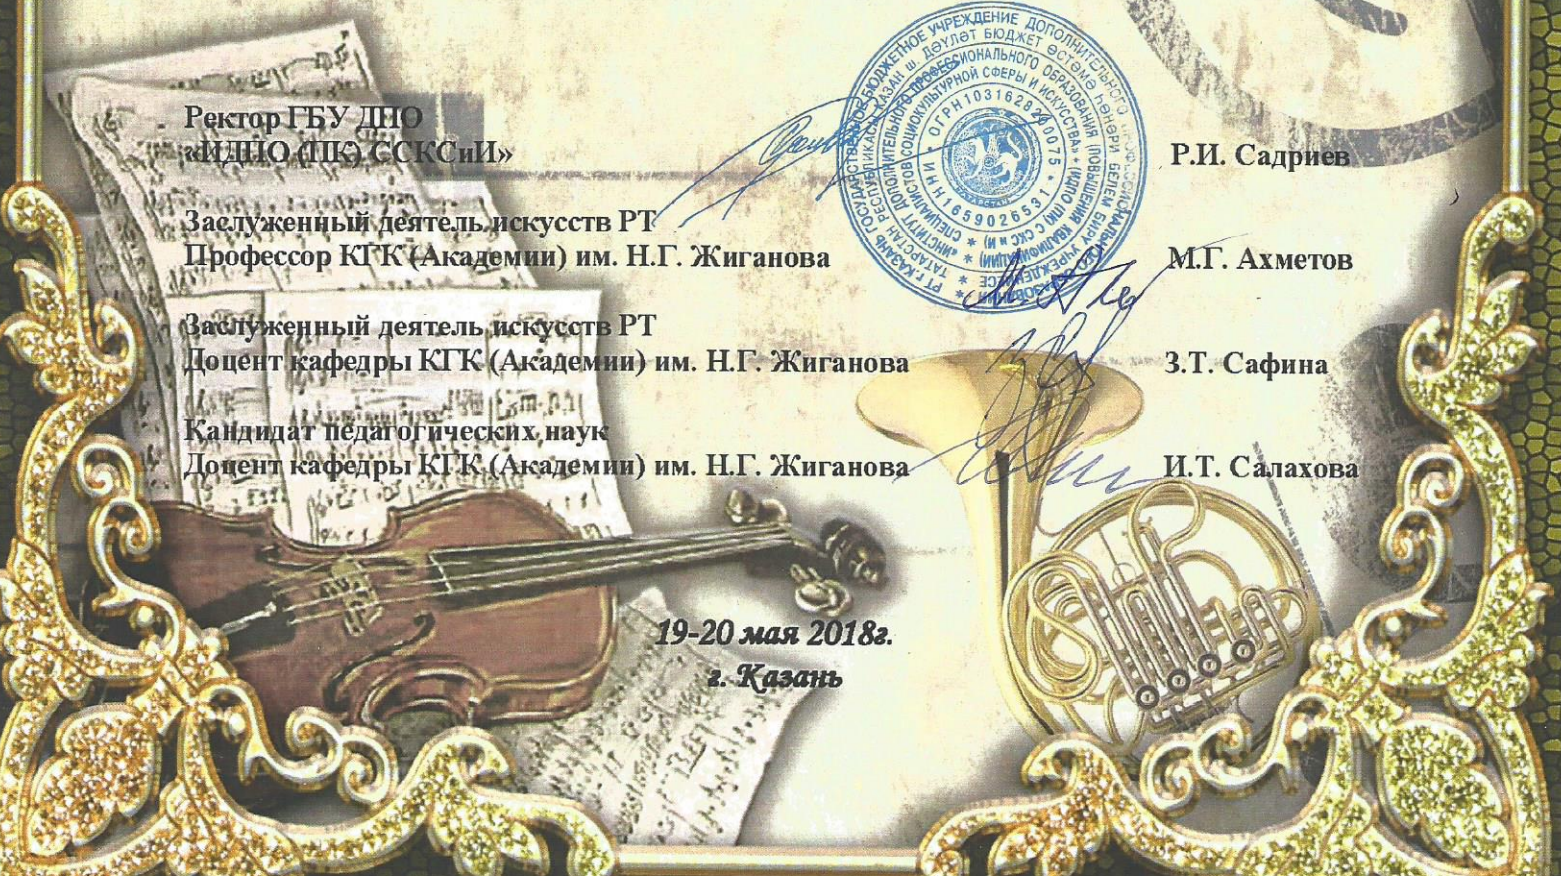 Ректор ГБУ ДПО
«ИДПО (ПК) ССКСиИ»
Р.И. Садриев
Заслуженный деятель искусств РТ
Профессор КГК (Академии) им. Н.Г. Жиганова
М.Г. Ахметов
Заслуженный деятель искусств РТ
Доцент кафедры КГК (Академии) им. Н.Г. Жиганова
З.Т. Сафина
Кандидат педагогических наук
Доцент кафедры КГК (Академии) им. Н.Г. Жиганова
И.Т. Салахова
19-20 мая 2018г.
г. Казань